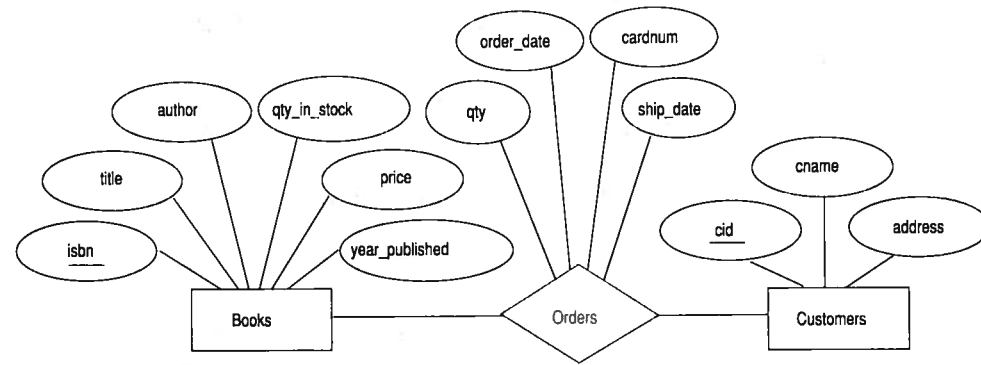 order_date
cardnum
author
qty_in_stock
qty
ship_date
title
price
cname
isbn
year_published
cid
address
Books
Orders
Customers